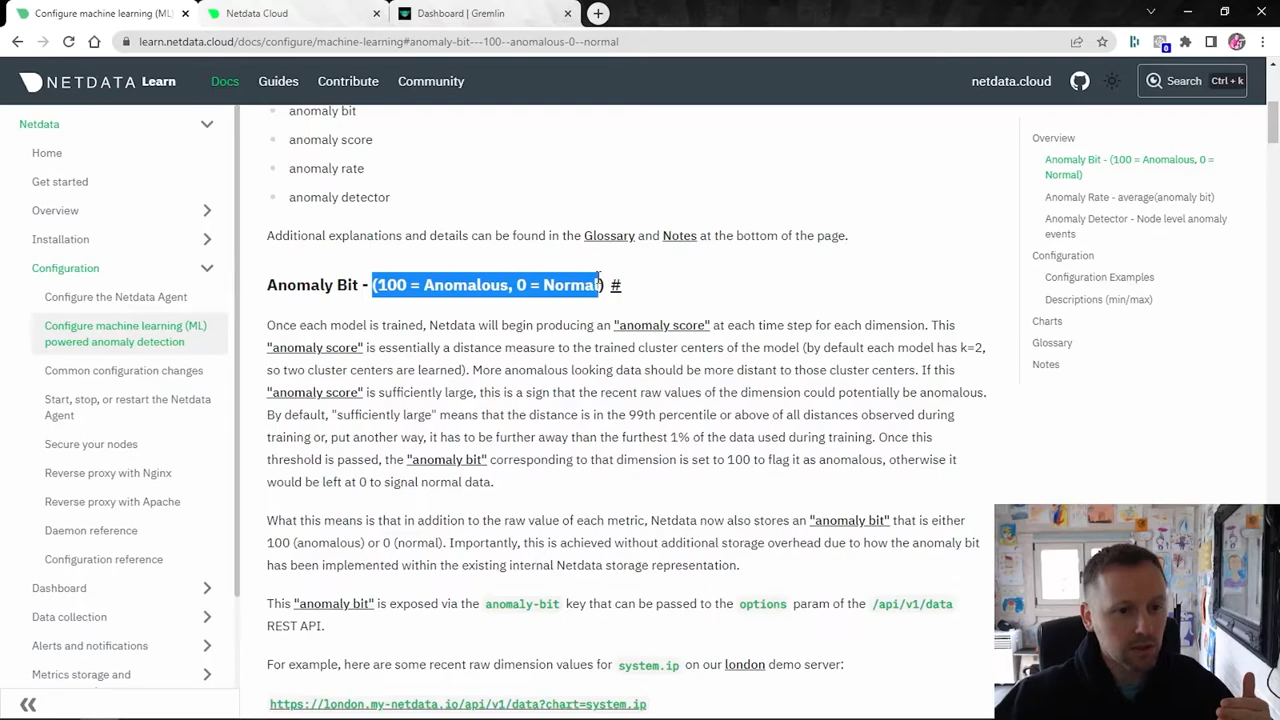 Configure machine learning (ML)
Netdata Cloud
Dashboard | Gremlin
learn.netdata.cloud/docs/configure/machine-learning#anomaly-bit---100--anomalous-0--normal
0
NETDATA Learn
Docs
Guides
Contribute
Community
netdata.cloud
Search
Ctrl + k
Netdata
Home
Get started
Overview
Installation
Configuration
Configure the Netdata Agent
Configure machine learning (ML)
powered anomaly detection
Common configuration changes
Start, stop, or restart the Netdata
Agent
Secure your nodes
Reverse proxy with Nginx
Reverse proxy with Apache
Daemon reference
Configuration reference
Dashboard
Data collection
Alerts and notifications
Metrics storage and
anomaly bit
anomaly score
anomaly rate
anomaly detector
Additional explanations and details can be found in the Glossary and Notes at the bottom of the page.
Anomaly Bit - (100 = Anomalous, 0 = Normal) #
Once each model is trained, Netdata will begin producing an "anomaly score" at each time step for each dimension. This
"anomaly score" is essentially a distance measure to the trained cluster centers of the model (by default each model has k=2,
so two cluster centers are learned). More anomalous looking data should be more distant to those cluster centers. If this
"anomaly score" is sufficiently large, this is a sign that the recent raw values of the dimension could potentially be anomalous.
By default, "sufficiently large" means that the distance is in the 99th percentile or above of all distances observed during
training or, put another way, it has to be further away than the furthest 1% of the data used during training. Once this
threshold is passed, the "anomaly bit" corresponding to that dimension is set to 100 to flag it as anomalous, otherwise it
would be left at 0 to signal normal data.
What this means is that in addition to the raw value of each metric, Netdata now also stores an "anomaly bit" that is either
100 (anomalous) or 0 (normal). Importantly, this is achieved without additional storage overhead due to how the anomaly bit
has been implemented within the existing internal Netdata storage representation.
This "anomaly bit" is exposed via the anomaly-bit key that can be passed to the options param of the /api/v1/data
REST API.
For example, here are some recent raw dimension values for system.ip on our london demo server:
https://london.my-netdata.io/api/v1/data?chart=system.ip
Overview
Anomaly Bit - (100 = Anomalous, 0 =
Normal)
Anomaly Rate - average(anomaly bit)
Anomaly Detector - Node level anomaly
events
Configuration
Configuration Examples
Descriptions (min/max)
Charts
Glossary
Notes